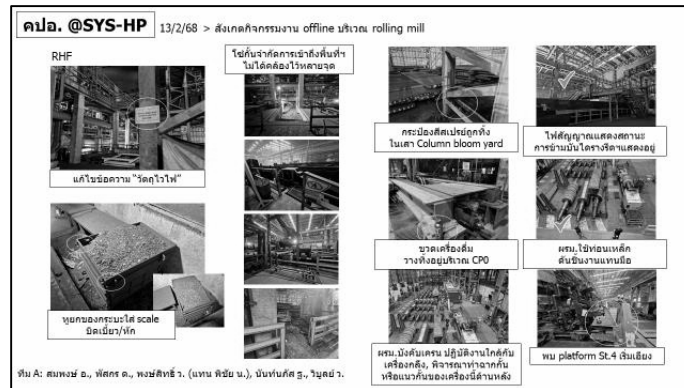 คปอ. @SYS-HP 13/2/68 > สังเกตกิจกรรมงาน offline บริเวณ rolling mill
RHF
แก้ไขข้อความ "วัตถุไวไฟ"
หูยกของกระบะใส่ scale
บิดเบี้ยว/หัก
โซ่กั้นจำกัดการเข้าถึงพื้นที่ฯ
ไม่ได้คล้องไว้หลายจุด
กระป๋องสีสเปรย์ถูกทิ้ง
ในเสา Column bloom yard
ไฟสัญญาณแสดงสถานะ
การข้ามบันไดรางรีดาแสดงอยู่
ขวดเครื่องดื่ม
วางทิ้งอยู่บริเวณ CP0
ผรม.ใช้ท่อนเหล็ก
ดันชิ้นงานแทนมือ
ผรม.บังคับเครน ปฏิบัติงานใกล้กับ
เครื่องกลึง, พิจารณาทำฉากกั้น
หรือแนวกั้นของเครื่องนี้ด้านหลัง
พบ platform St.4 เริ่มเอียง
ทีม A: สมพงษ์ อ., พัสกร ด., พงษ์สิทธิ์ ว. (แทน พิชัย น.), นันท์นภัส ฐ., วิบูลย์ ว.